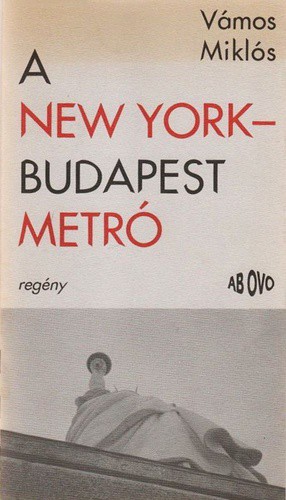 Vámos
Miklós
A
NEW YORK–
BUDAPEST
METRÓ
regény
AB OVO